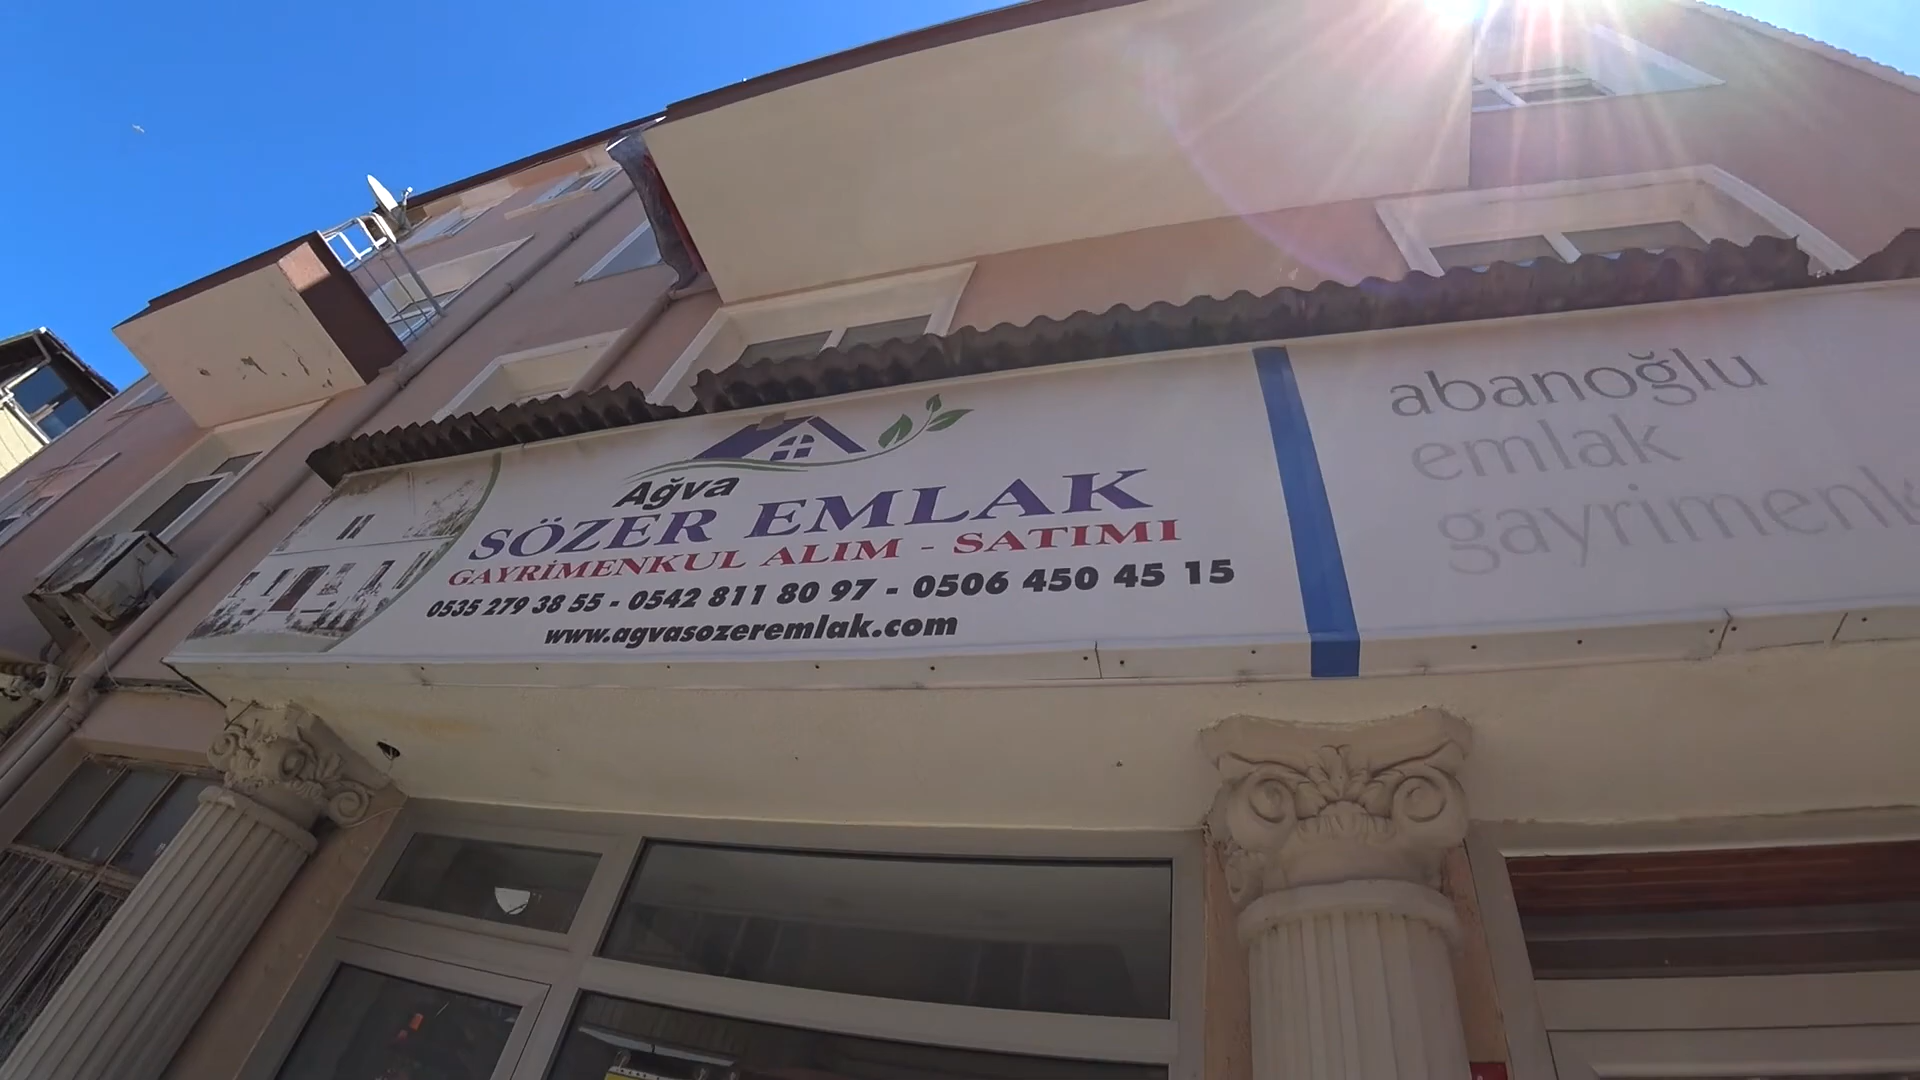 Ağva
SÖZER EMLAK
GAYRİMENKUL ALIM - SATIMI
0535 279 38 55 - 0542 811 80 97 - 0506 450 45 15
www.agvasozeremlak.com
abanoğlu
emlak